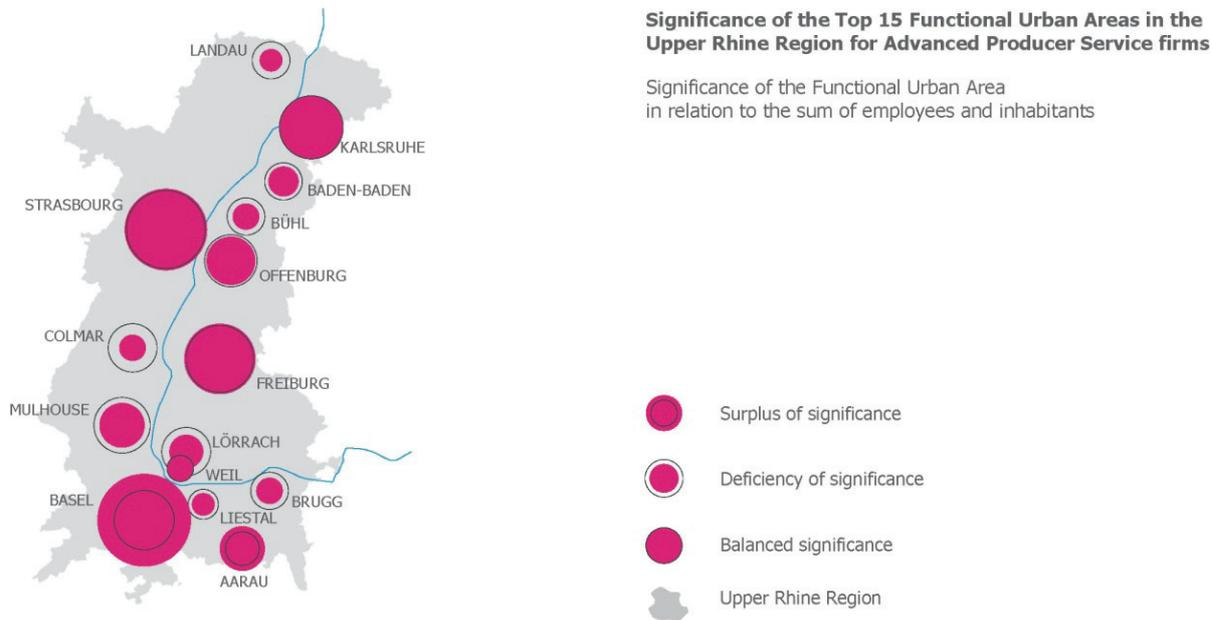 Significance of the Top 15 Functional Urban Areas in the
Upper Rhine Region for Advanced Producer Service firms
Significance of the Functional Urban Area
in relation to the sum of employees and inhabitants
LANDAU
KARLSRUHE
BADEN-BADEN
STRASBOURG
BÜHL
OFFENBURG
COLMAR
FREIBURG
MULHOUSE
LÖRRACH
WEIL
BASEL
BRUGG
LIESTAL
AARAU
Surplus of significance
Deficiency of significance
Balanced significance
Upper Rhine Region